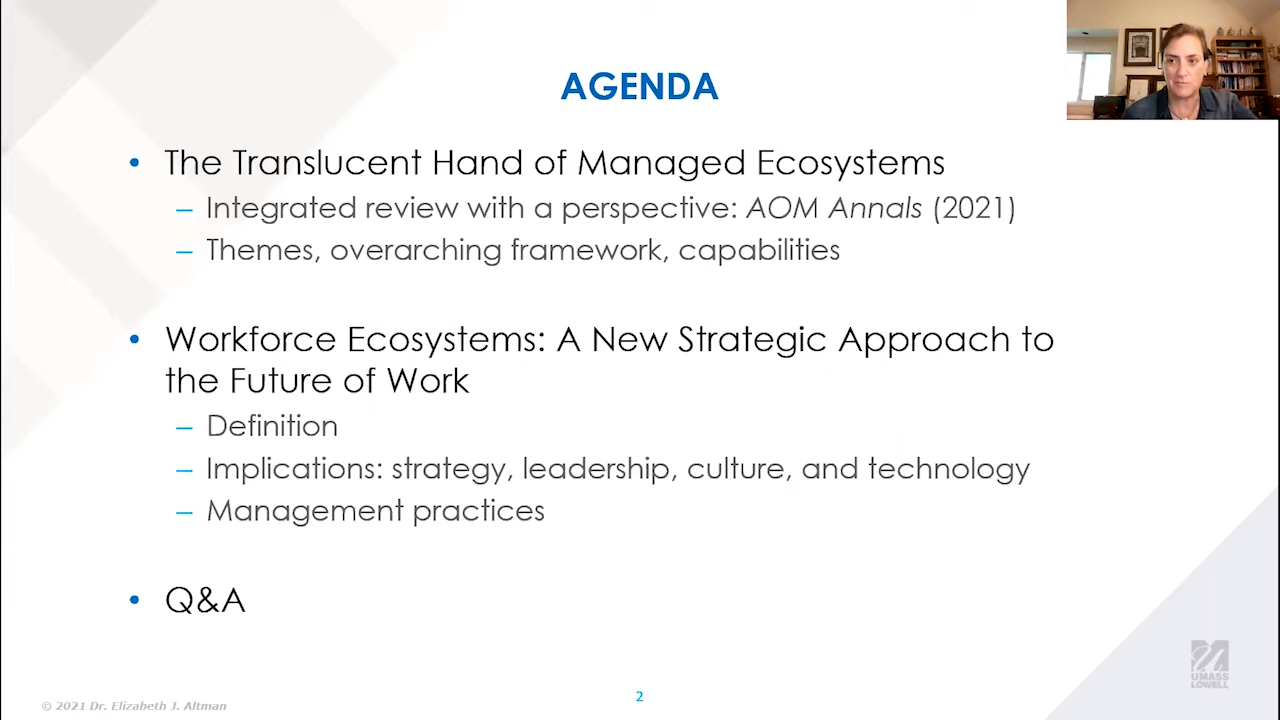 AGENDA
• The Translucent Hand of Managed Ecosystems
– Integrated review with a perspective: AOM Annals (2021)
– Themes, overarching framework, capabilities
• Workforce Ecosystems: A New Strategic Approach to
the Future of Work
– Definition
– Implications: strategy, leadership, culture, and technology
– Management practices
• Q&A
UMASS
LOWELL
© 2021 Dr. Elizabeth J. Altman
2